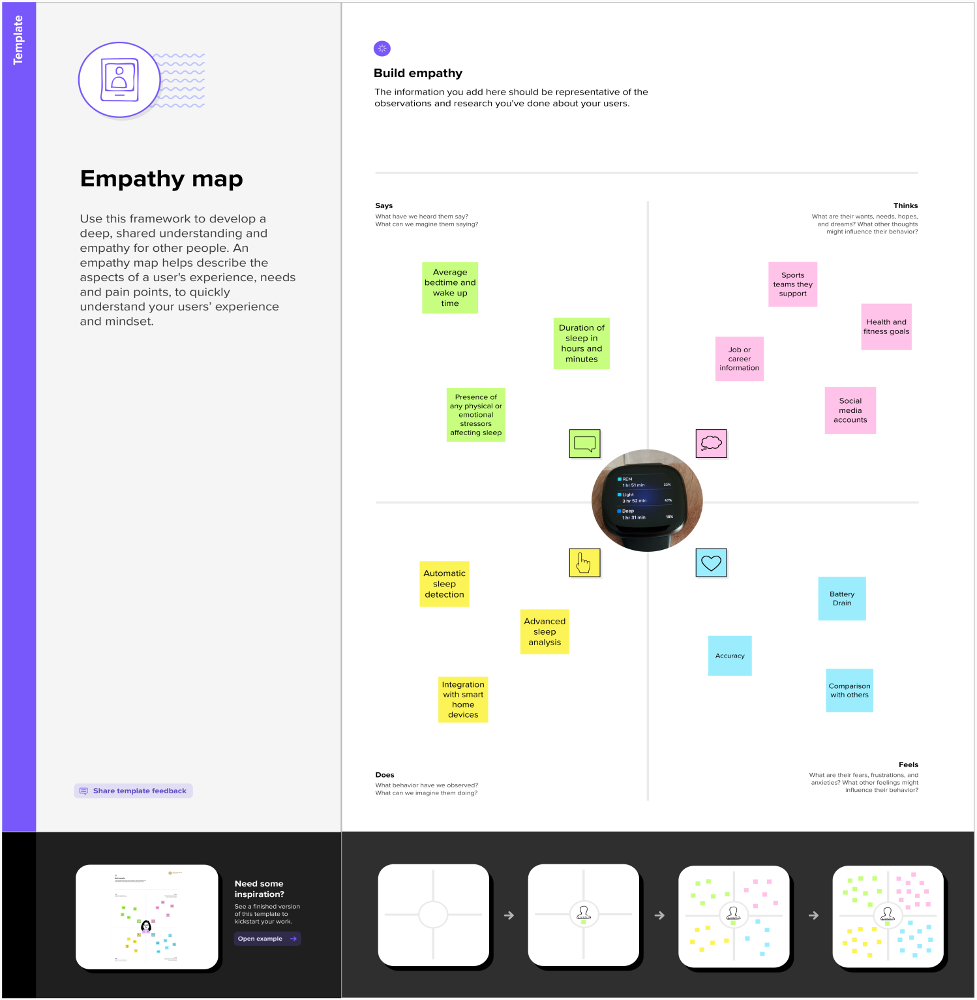 Template
Empathy map
Use this framework to develop a
deep, shared understanding and
empathy for other people. An
empathy map helps describe the
aspects of a user's experience, needs
and pain points, to quickly
understand your users’ experience
and mindset.
Share template feedback
Build empathy
The information you add here should be representative of the
observations and research you've done about your users.
Says
What have we heard them say?
What can we magine them saying?
Average
bedtime and
wake up
time
Duration of
sleep in
hours and
minutes
Presence of
any physical or
emotional
stressors
affecting sleep
Thinks
What are their wants, needs, hopes,
and dreams? What other thoughts
might influence their behavior?
Sports
teams they
support
Health and
fitness goals
Job or
career
information
Social
media
accounts
REM
1 hr 51 min 22%
Light
3 hr 52 min 47%
Deep
1 hr 31 min 18%
Automatic
sleep
detection
Advanced
sleep
analysis
Integration
with smart
home
devices
Does
What behavior have we observed?
What can we imagine them doing?
Battery
Drain
Accuracy
Comparison
with others
Feels
What are their fears, frustrations, and
anxieties? What other feelings might
influence their behavior?
Need some
inspiration?
See a finished version
of this template to
kickstart your work.
Open example